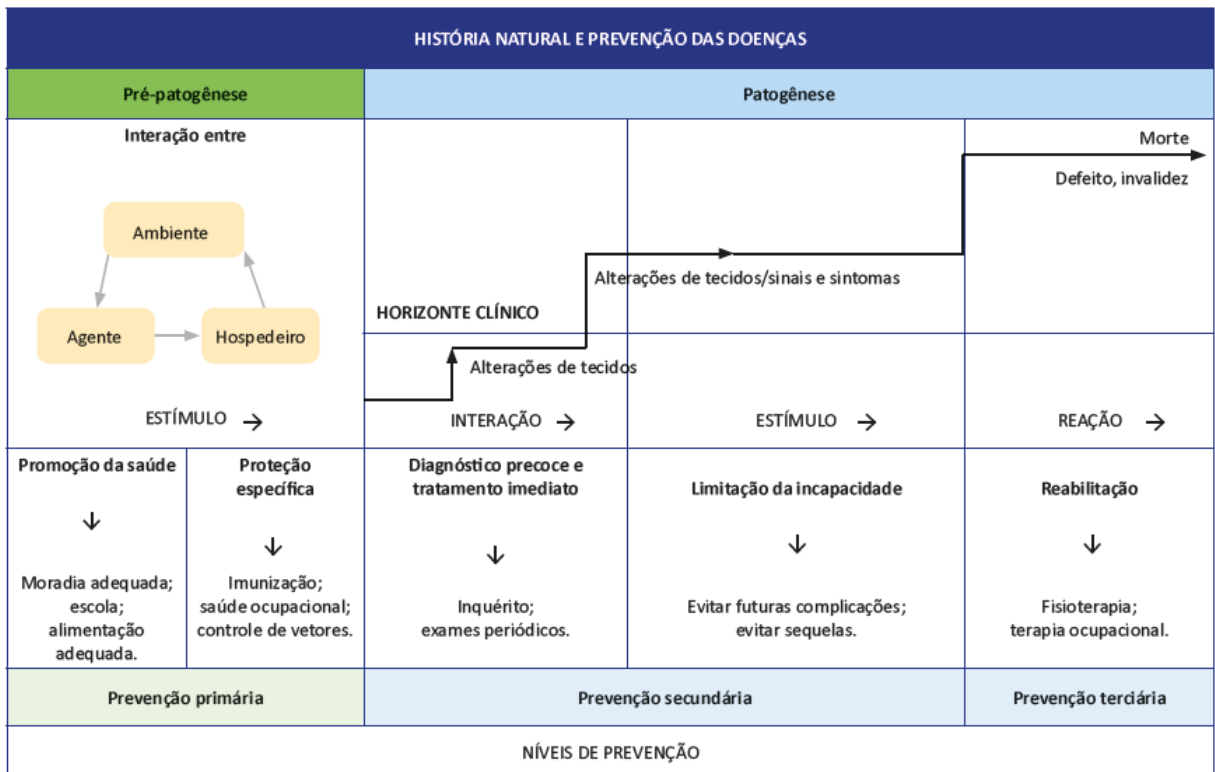 HISTÓRIA NATURAL E PREVENÇÃO DAS DOENÇAS
Pré-patogênese
Patogênese
Interação entre
Ambiente
Agente
Hospedeiro
ESTÍMULO →
HORIZONTE CLÍNICO
Alterações de tecidos
INTERAÇÃO →
Alterações de tecidos/sinais e sintomas
ESTÍMULO →
Morte
Defeito, invalidez
REAÇÃO →
Promoção da saúde
↓
Moradia adequada;
escola;
alimentação
adequada.
Proteção
específica
↓
Imunização;
saúde ocupacional;
controle de vetores.
Diagnóstico precoce e
tratamento imediato
↓
Inquérito;
exames periódicos.
Limitação da incapacidade
↓
Evitar futuras complicações;
evitar sequelas.
Reabilitação
↓
Fisioterapia;
terapia ocupacional.
Prevenção primária
Prevenção secundária
Prevenção terciária
NÍVEIS DE PREVENÇÃO